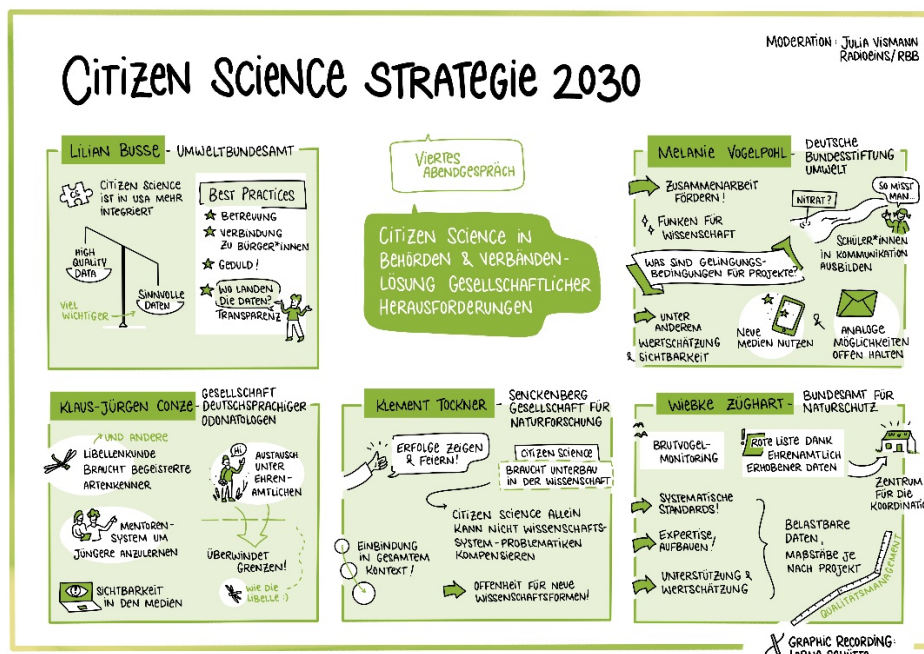 MODERATION: JULIA VISMANN
RADIOEINS/RBB
CITIZEN SCIENCE STRATEGIE 2030
LILIAN BUSSE - UMWELTBUNDESAMT
CS
CITIZEN SCIENCE
IST IN USA MEHR
INTEGRIERT
HIGH
QUALITY
DATA
SINNVOLLE
DATEN
VIEL
WICHTIGER
BEST PRACTICES
BETREUUNG
VERBINDUNG
ZU BÜRGER*INNEN
GEDULD!
WO LANDEN
DIE DATEN?
TRANSPARENZ
VIERTES
ABENDGESPRÄCH
CITIZEN SCIENCE IN
BEHÖRDEN & VERBÄNDEN-
LÖSUNG GESELLSCHAFTLICHER
HERAUSFORDERUNGEN
MELANIE VOGELPOHL - DEUTSCHE
BUNDESSTIFTUNG
UMWELT
ZUSAMMENARBEIT
FÖRDERN!
FUNKEN FÜR
WISSENSCHAFT
NITRAT?
SO MISST
MAN...
SCHÜLER*INNEN
IN KOMMUNIKATION
AUSBILDEN
WAS SIND GELINGUNGS-
BEDINGUNGEN FÜR PROJEKTE?
UNTER
ANDEREM
WERTSCHÄTZUNG
& SICHTBARKEIT
NEUE
MEDIEN NUTZEN
&
ANALOGE
MÖGLICHKEITEN
OFFEN HALTEN
KLAUS-JÜRGEN CONZE - GESELLSCHAFT
DEUTSCHSPRACHIGER
ODONATOLOGEN
UND ANDERE
LIBELLENKUNDE
BRAUCHT BEGEISTERTE
ARTENKENNER
HI
AUSTAUSCH
UNTER
EHREN-
AMTLICHEN
MENTOREN-
SYSTEM UM
JÜNGERE ANZULERNEN
ÜBERWINDET
GRENZEN!
WIE DIE
LIBELLE :)
SICHTBARKEIT
IN DEN MEDIEN
KLEMENT TOCKNER - SENCKENBERG
GESELLSCHAFT FÜR
NATURFORSCHUNG
ERFOLGE ZEIGEN
& FEIERN!
CITIZEN SCIENCE
BRAUCHT UNTERBAU
IN DER WISSENSCHAFT
CITIZEN SCIENCE ALLEIN
KANN NICHT WISSENSCHAFTS-
SYSTEM-PROBLEMATIKEN
KOMPENSIEREN
EINBINDUNG
IN GESAMTEM
KONTEXT!
OFFENHEIT FÜR NEUE
WISSENSCHAFTSFORMEN!
WIEBKE ZÜGHART - BUNDESAMT FÜR
NATURSCHUTZ
BRUTVOGEL-
MONITORING
ROTE LISTE DANK
EHRENAMTLICH
ERHOBENER DATEN
ZENTRUM
FÜR DIE
KOORDINATION
SYSTEMATISCHE
STANDARDS!
EXPERTISE
AUFBAUEN!
UNTERSTÜTZUNG &
WERTSCHÄTZUNG
BELASTBARE
DATEN,
MAßSTÄBE JE
NACH PROJEKT
QUALITÄTSMANAGEMENT
GRAPHIC RECORDING: